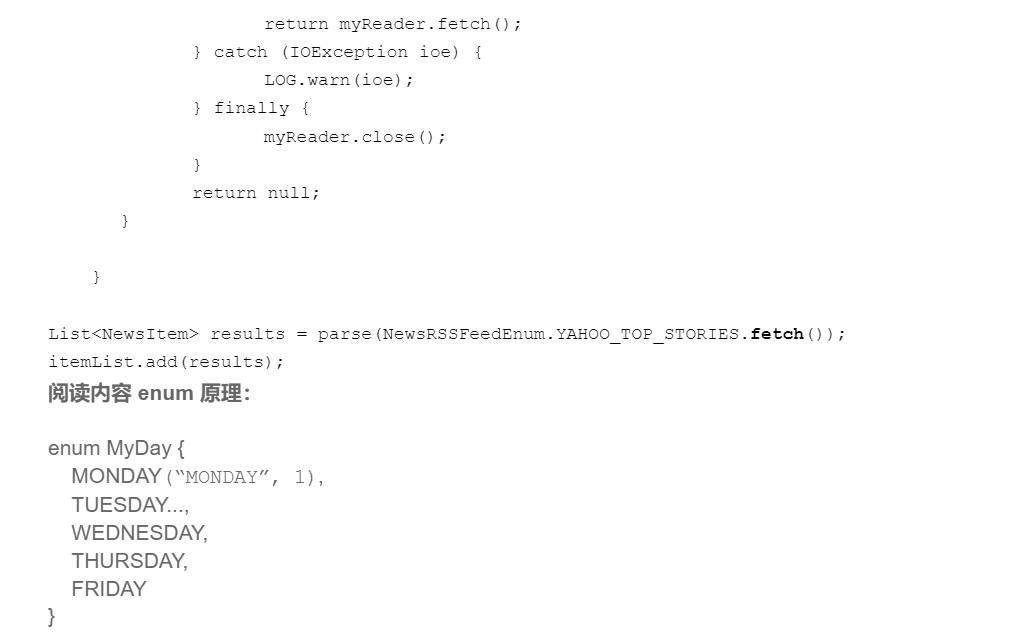 return myReader.fetch();
} catch (IOException ioe) {
LOG.warn(ioe);
} finally {
myReader.close();
}
return null;
}
}
List<NewsItem> results = parse(NewsRSSFeedEnum.YAHOO_TOP_STORIES.fetch());
itemList.add(results);
阅读内容 enum 原理：
enum MyDay {
MONDAY(“MONDAY”, 1),
TUESDAY...,
WEDNESDAY,
THURSDAY,
FRIDAY
}